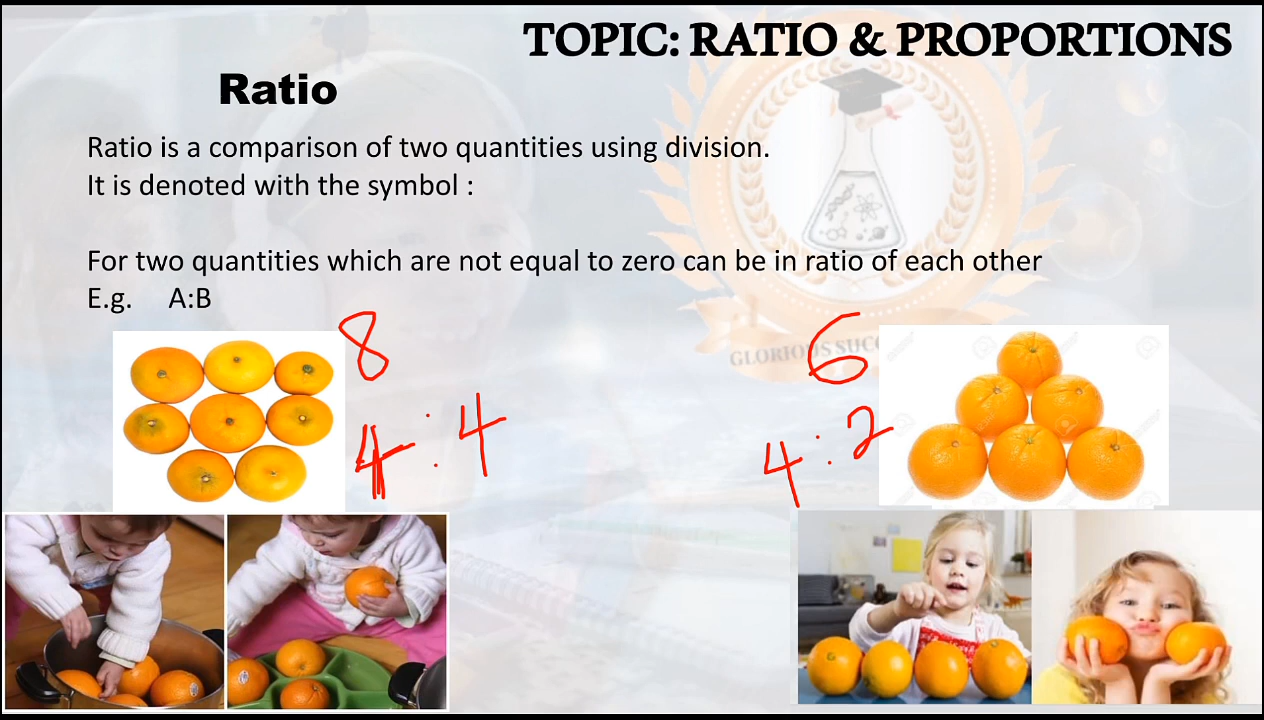 TOPIC: RATIO & PROPORTIONS
Ratio
Ratio is a comparison of two quantities using division.
It is denoted with the symbol :
For two quantities which are not equal to zero can be in ratio of each other
E.g. A:B
GLORIOUS SUCC
8
6
4 : 4
4 : 2